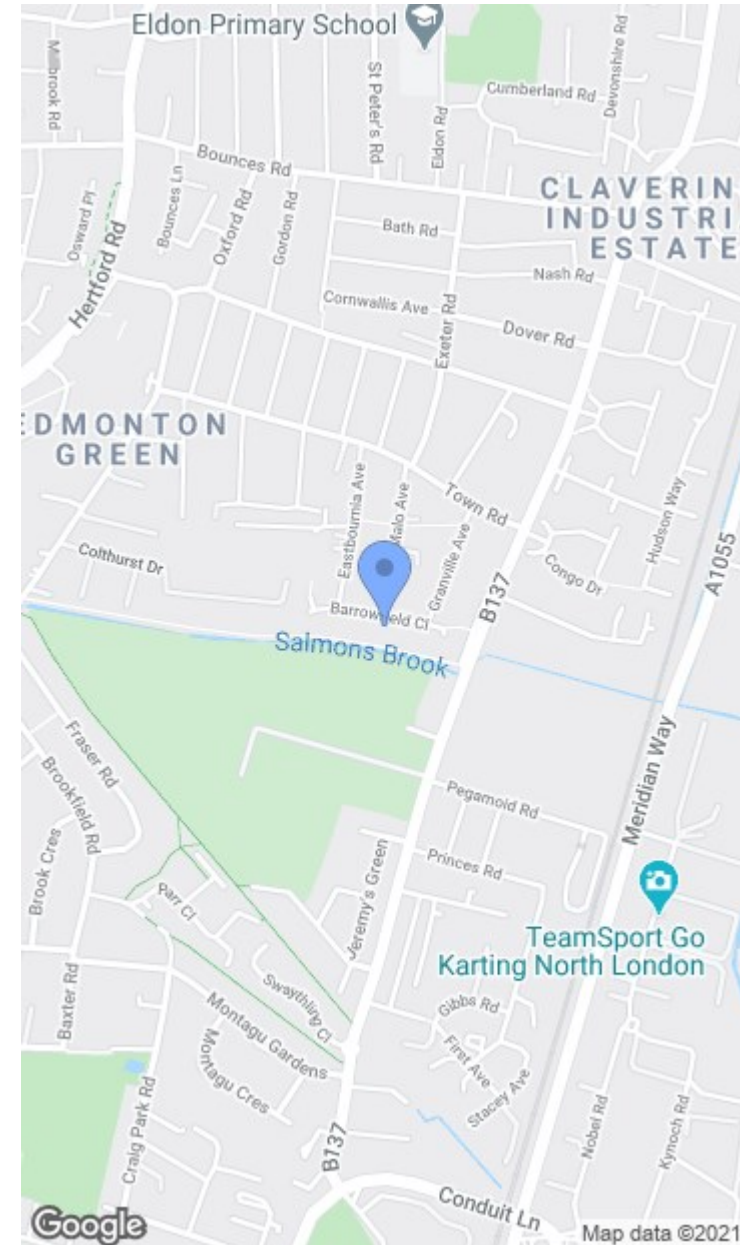 Eldon Primary School
Millbrook Rd
St Peter's Rd
Eldon Rd
Cumberland Rd
Devonshire Rd
Bounces Rd
Osward Pl
Bounces Ln
Oxford Rd
Gordon Rd
CLAVERIN
INDUSTRI
ESTATE
Bath Rd
Nash Rd
Hertford Rd
Cornwallis Ave
Exeter Rd
Dover Rd
EDMONTON
GREEN
Eastbournia Ave
Malo Ave
Town Rd
Granville Ave
Hudson Way
A1055
Colthurst Dr
Congo Dr
B137
Barrowfield Cl
Salmons Brook
Fraser Rd
Brookfield Rd
Meridian Way
Pegamoid Rd
Brook Cres
Princes Rd
Parr Cl
Jeremy's Green
TeamSport Go
Karting North London
Baxter Rd
Swaythling Cl
Gibbs Rd
Montagu Gardens
First Ave
Stacey Ave
Montagu Cres
Craig Park Rd
Nobel Rd
Kynoch Rd
B137
Conduit Ln
Google
Map data ©2021